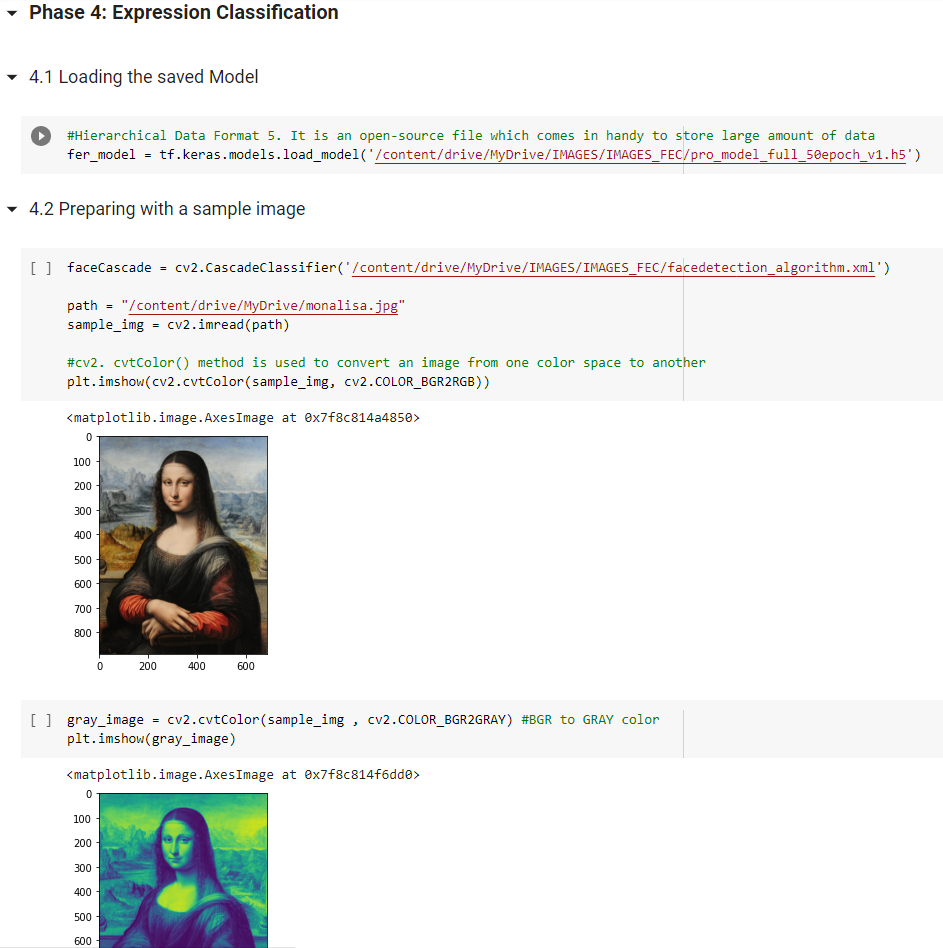 Phase 4: Expression Classification
4.1 Loading the saved Model
#Hierarchical Data Format 5. It is an open-source file which comes in handy to store large amount of data
fer_model = tf.keras.models.load_model('/content/drive/MyDrive/IMAGES/IMAGES_FEC/pro_model_full_50epoch_v1.h5')
4.2 Preparing with a sample image
[ ] faceCascade = cv2.CascadeClassifier('/content/drive/MyDrive/IMAGES/IMAGES_FEC/facedetection_algorithm.xml')
path = "/content/drive/MyDrive/monalisa.jpg"
sample_img = cv2.imread(path)
#cv2. cvtColor() method is used to convert an image from one color space to another
plt.imshow(cv2.cvtColor(sample_img, cv2.COLOR_BGR2RGB))
<matplotlib.image.AxesImage at 0x7f8c814a4850>
0
100
200
300
400
500
600
700
800
0 200 400 600
[ ] gray_image = cv2.cvtColor(sample_img , cv2.COLOR_BGR2GRAY) #BGR to GRAY color
plt.imshow(gray_image)
<matplotlib.image.AxesImage at 0x7f8c814f6dd0>
0
100
200
300
400
500
600